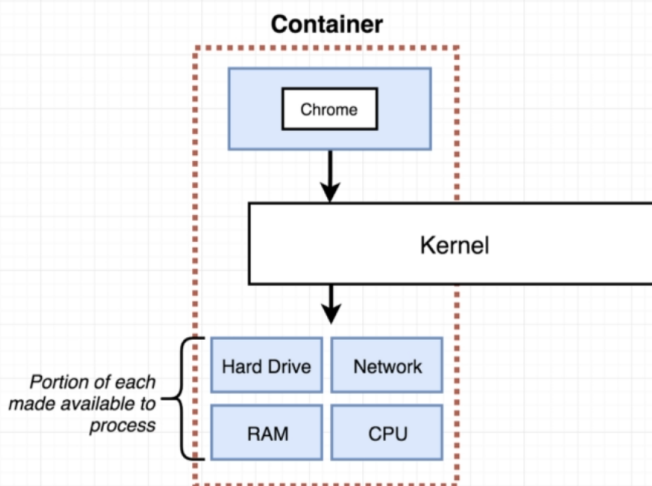 Container
Chrome
Kernel
Hard Drive
Network
Portion of each
made available to
process
RAM
CPU